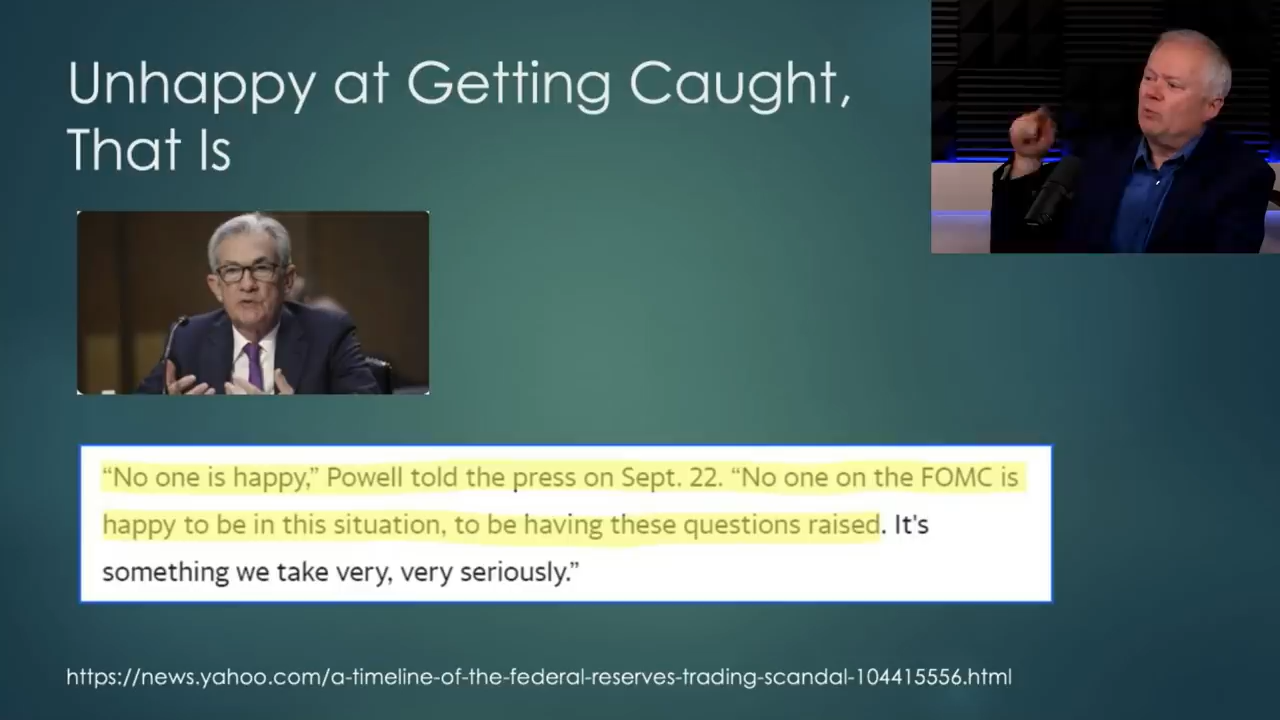 Unhappy at Getting Caught,
That Is
“No one is happy,” Powell told the press on Sept. 22. “No one on the FOMC is
happy to be in this situation, to be having these questions raised. It's
something we take very, very seriously.”
https://news.yahoo.com/a-timeline-of-the-federal-reserves-trading-scandal-104415556.html